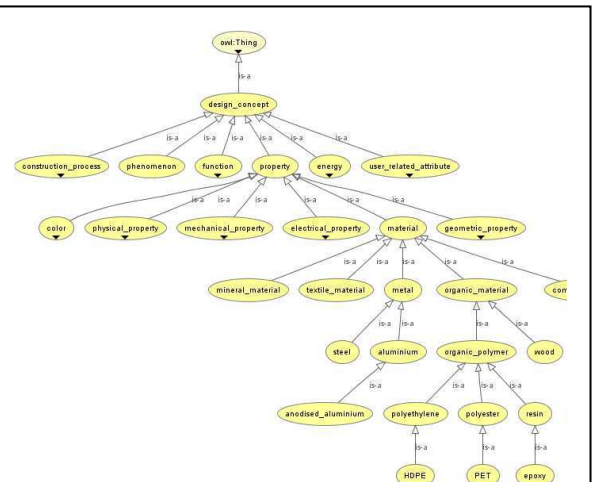 owl:Thing
is-a
design_concept
is-a is-a is-a is-a is-a is-a
construction_process phenomenon function property energy user_related_attribute
is-a is-a is-a is-a is-a is-a
color physical_property mechanical_property electrical_property material geometric_property
is-a is-a is-a is-a is-a
mineral_material textile_material metal organic_material com
is-a is-a is-a is-a
steel aluminium organic_polymer wood
is-a is-a is-a is-a
anodised_aluminium polyethylene polyester resin
is-a is-a is-a
HDPE PET epoxy